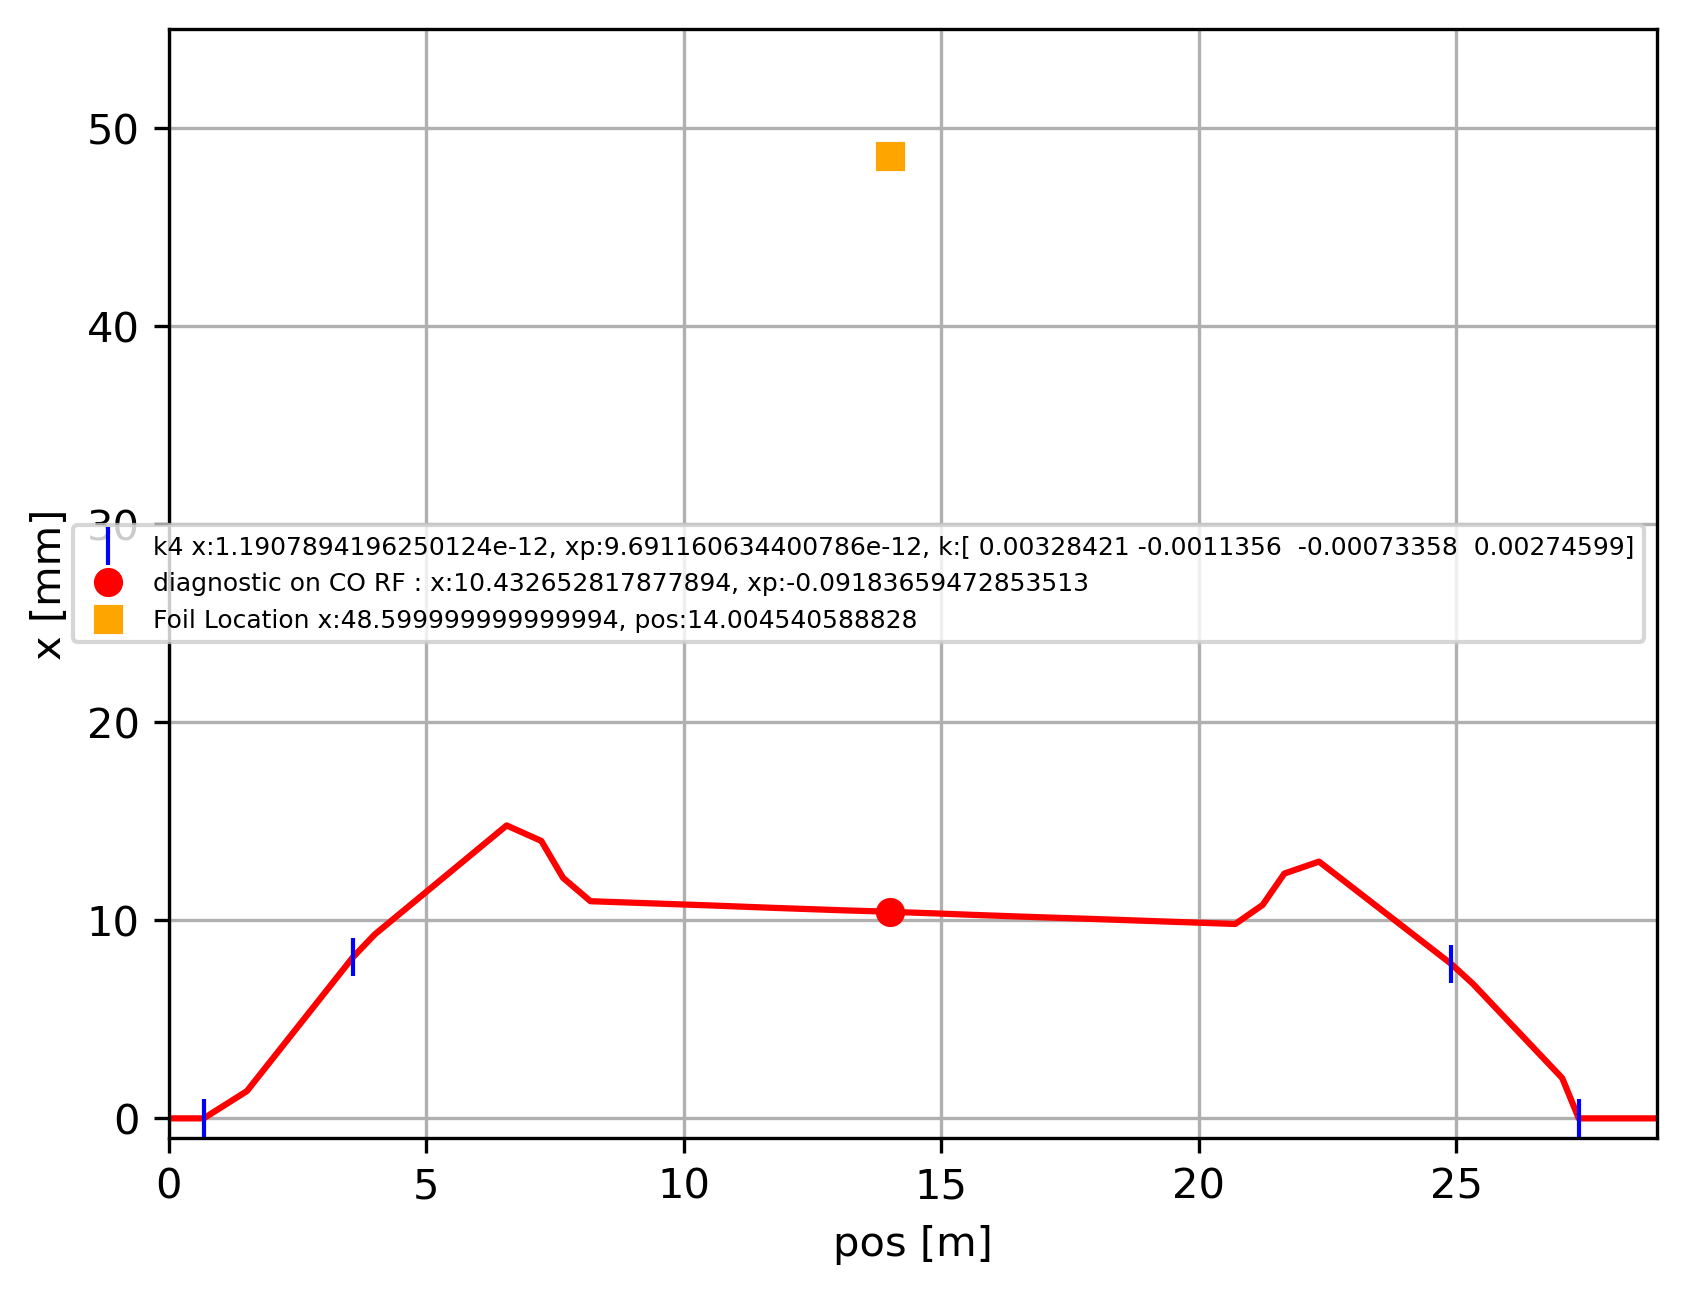 50
40
30
k4 x:1.1907894196250124e-12, xp:9.691160634400786e-12, k:[ 0.00328421 -0.0011356  -0.00073358  0.00274599]
diagnostic on CO RF : x:10.432652817877894, xp:-0.09183659472853513
Foil Location x:48.599999999999994, pos:14.004540588828
x [mm]
20
10
0
0 5 10 15 20 25
pos [m]